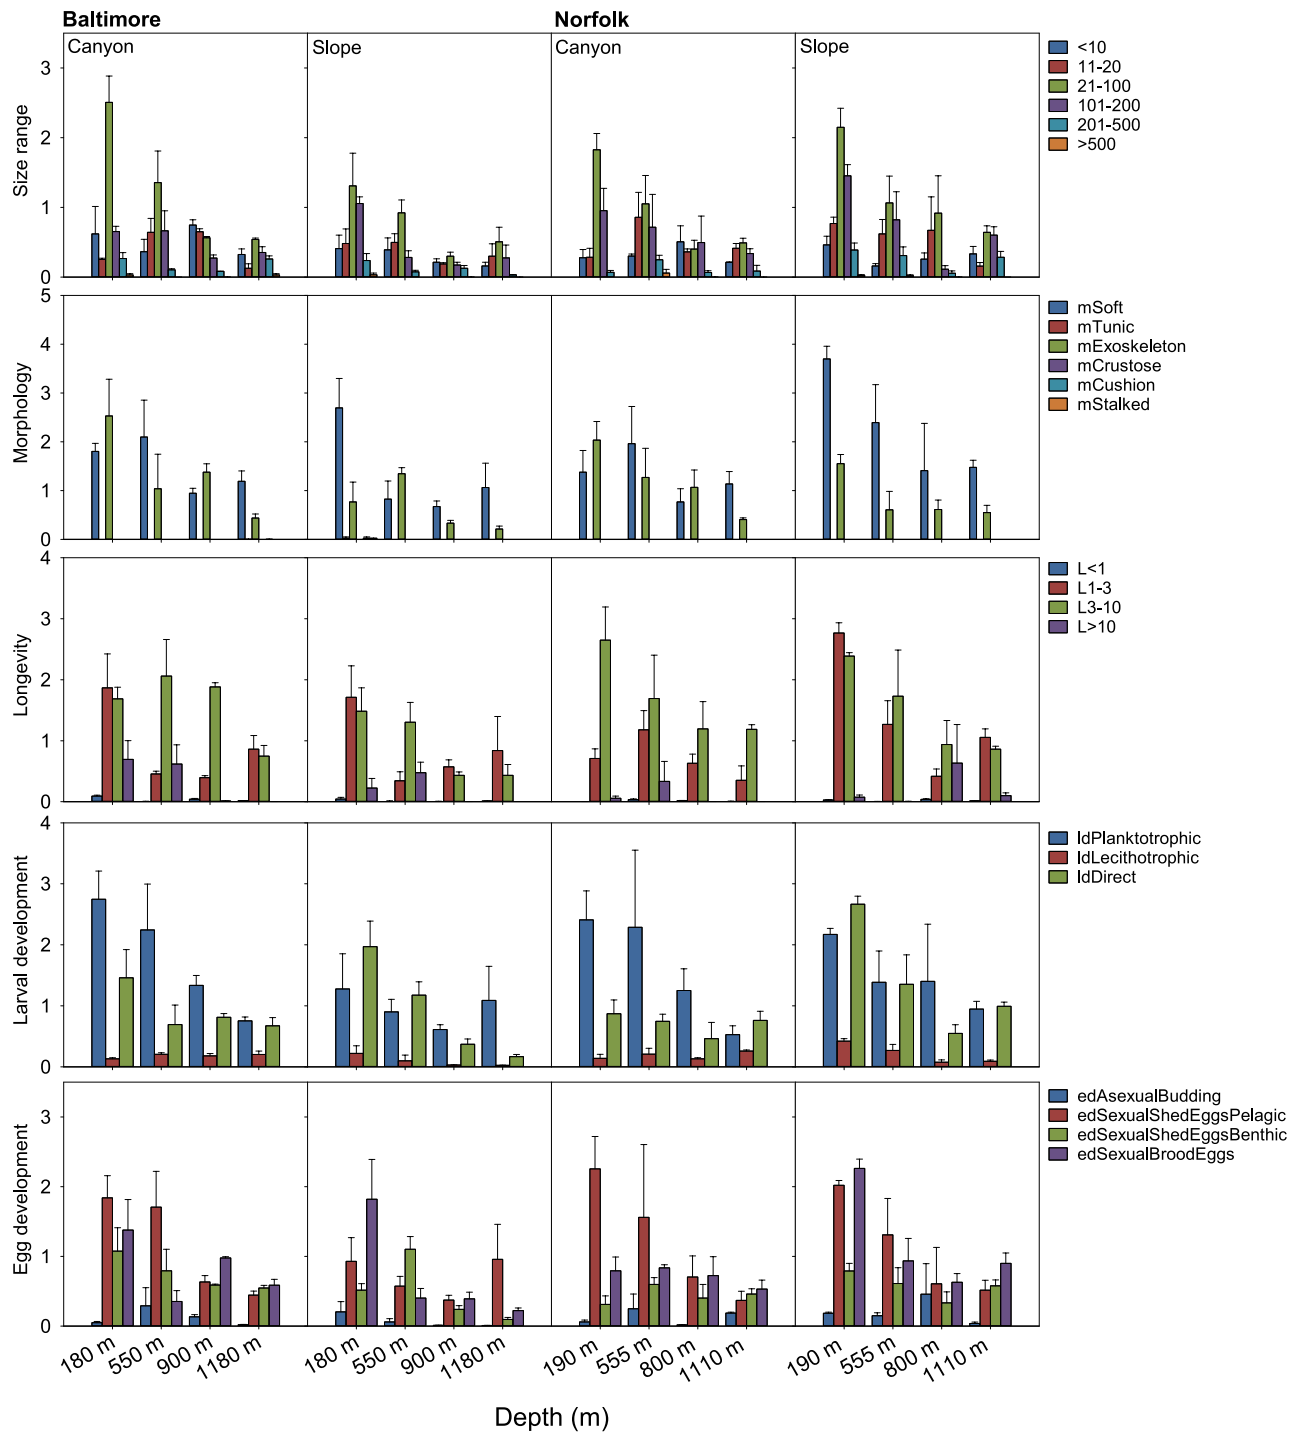 Baltimore
Norfolk
Canyon
Slope
Canyon
Slope
Size range
3
2
1
0
<10
11-20
21-100
101-200
201-500
>500
Morphology
5
4
3
2
1
0
mSoft
mTunic
mExoskeleton
mCrustose
mCushion
mStalked
Longevity
4
3
2
1
0
L<1
L1-3
L3-10
L>10
Larval development
4
3
2
1
0
ldPlanktotrophic
ldLecithotrophic
ldDirect
Egg development
3
2
1
0
edAsexualBudding
edSexualShedEggsPelagic
edSexualShedEggsBenthic
edSexualBroodEggs
180 m
550 m
900 m
1180 m
180 m
550 m
900 m
1180 m
190 m
555 m
800 m
1110 m
190 m
555 m
800 m
1110 m
Depth (m)